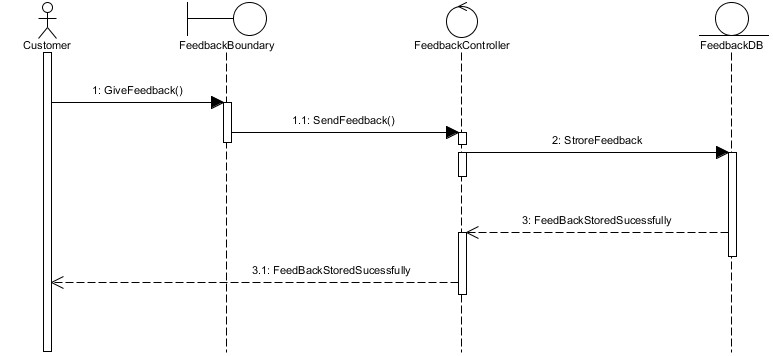 Customer
FeedbackBoundary
FeedbackController
FeedbackDB
1: GiveFeedback()
1.1: SendFeedback()
2: StroreFeedback
3: FeedBackStoredSucessfully
3.1: FeedBackStoredSucessfully